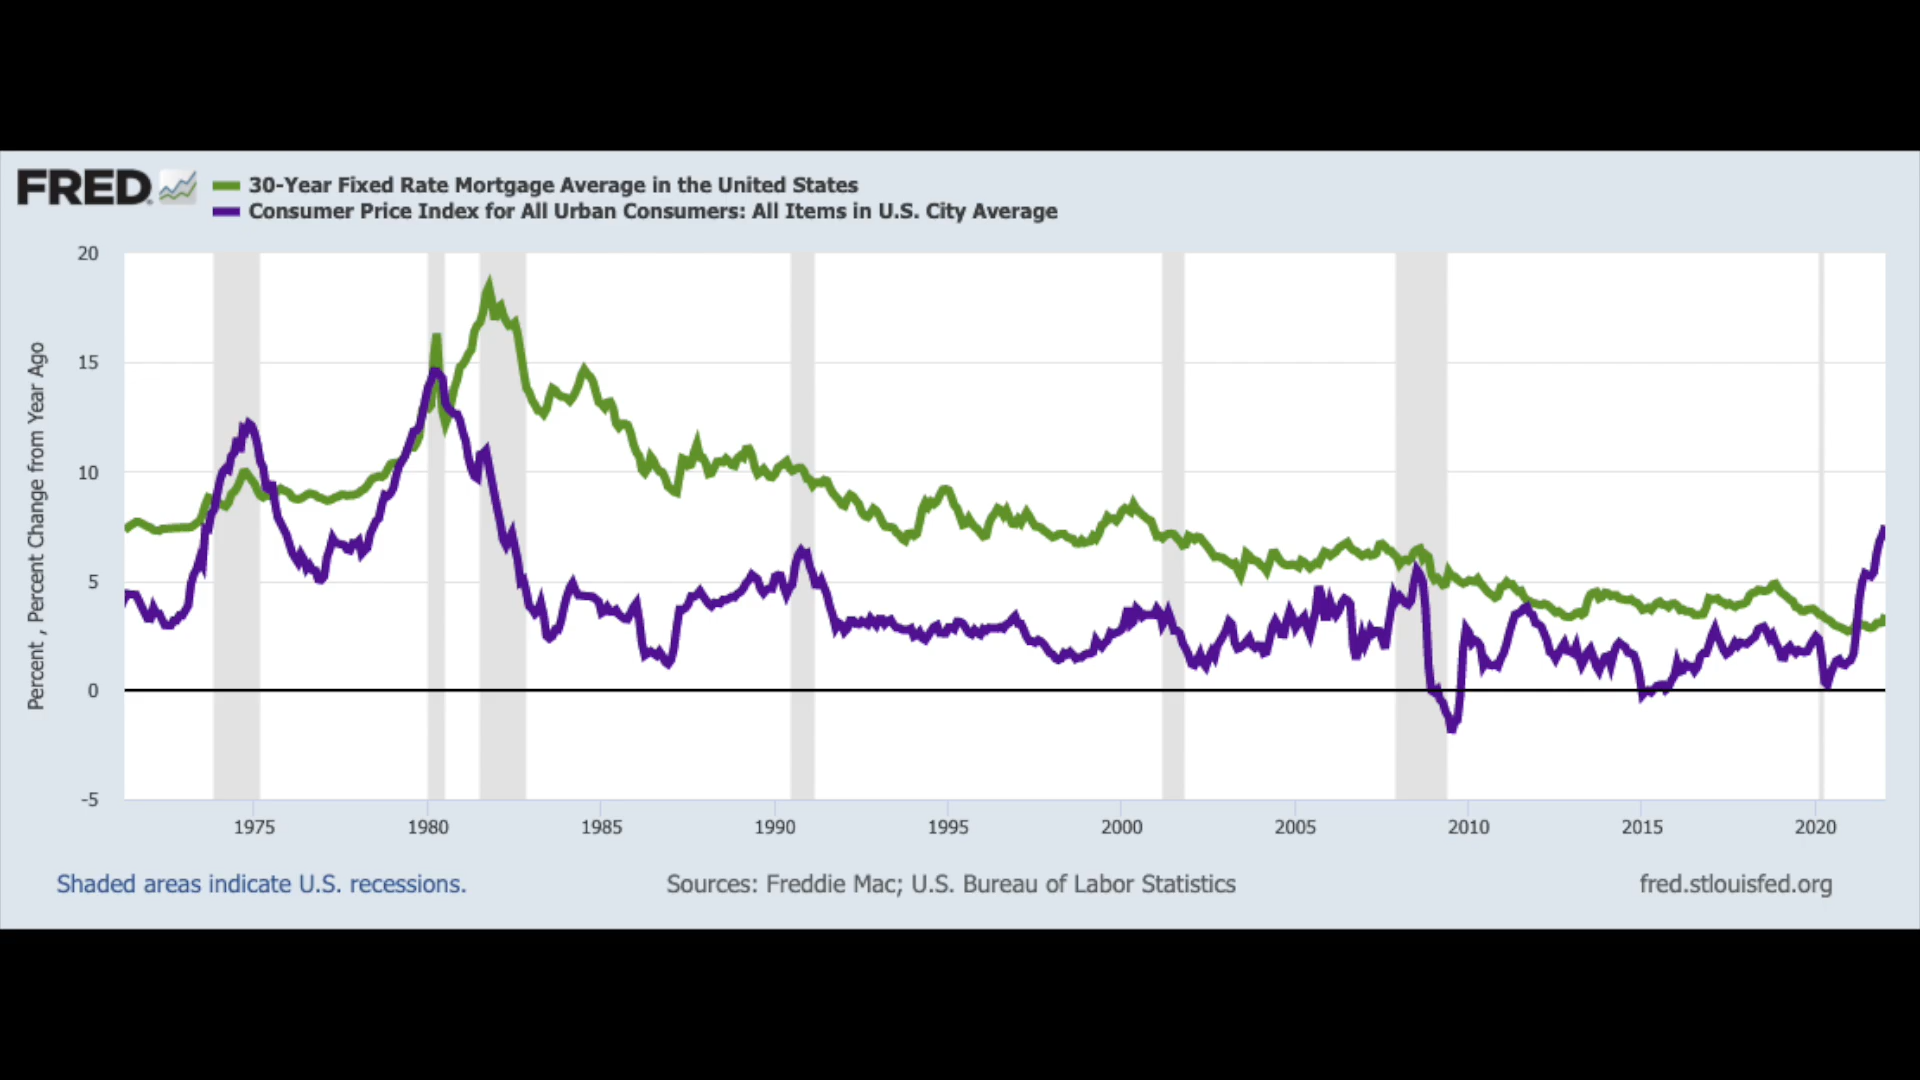 FRED
30-Year Fixed Rate Mortgage Average in the United States
Consumer Price Index for All Urban Consumers: All Items in U.S. City Average
Percent , Percent Change from Year Ago
20
15
10
5
0
-5
1975 1980 1985 1990 1995 2000 2005 2010 2015 2020
Shaded areas indicate U.S. recessions. Sources: Freddie Mac; U.S. Bureau of Labor Statistics fred.stlouisfed.org